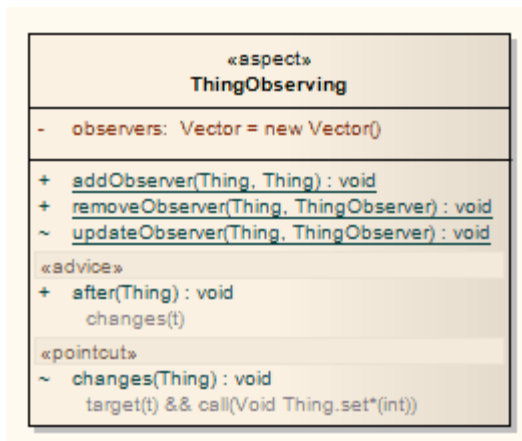 «aspect»
ThingObserving
- observers: Vector = new Vector()
+ addObserver(Thing, Thing) : void
+ removeObserver(Thing, ThingObserver) : void
~ updateObserver(Thing, ThingObserver) : void
«advice»
+ after(Thing) : void
changes(t)
«pointcut»
~ changes(Thing) : void
target(t) && call(Void Thing.set*(int))